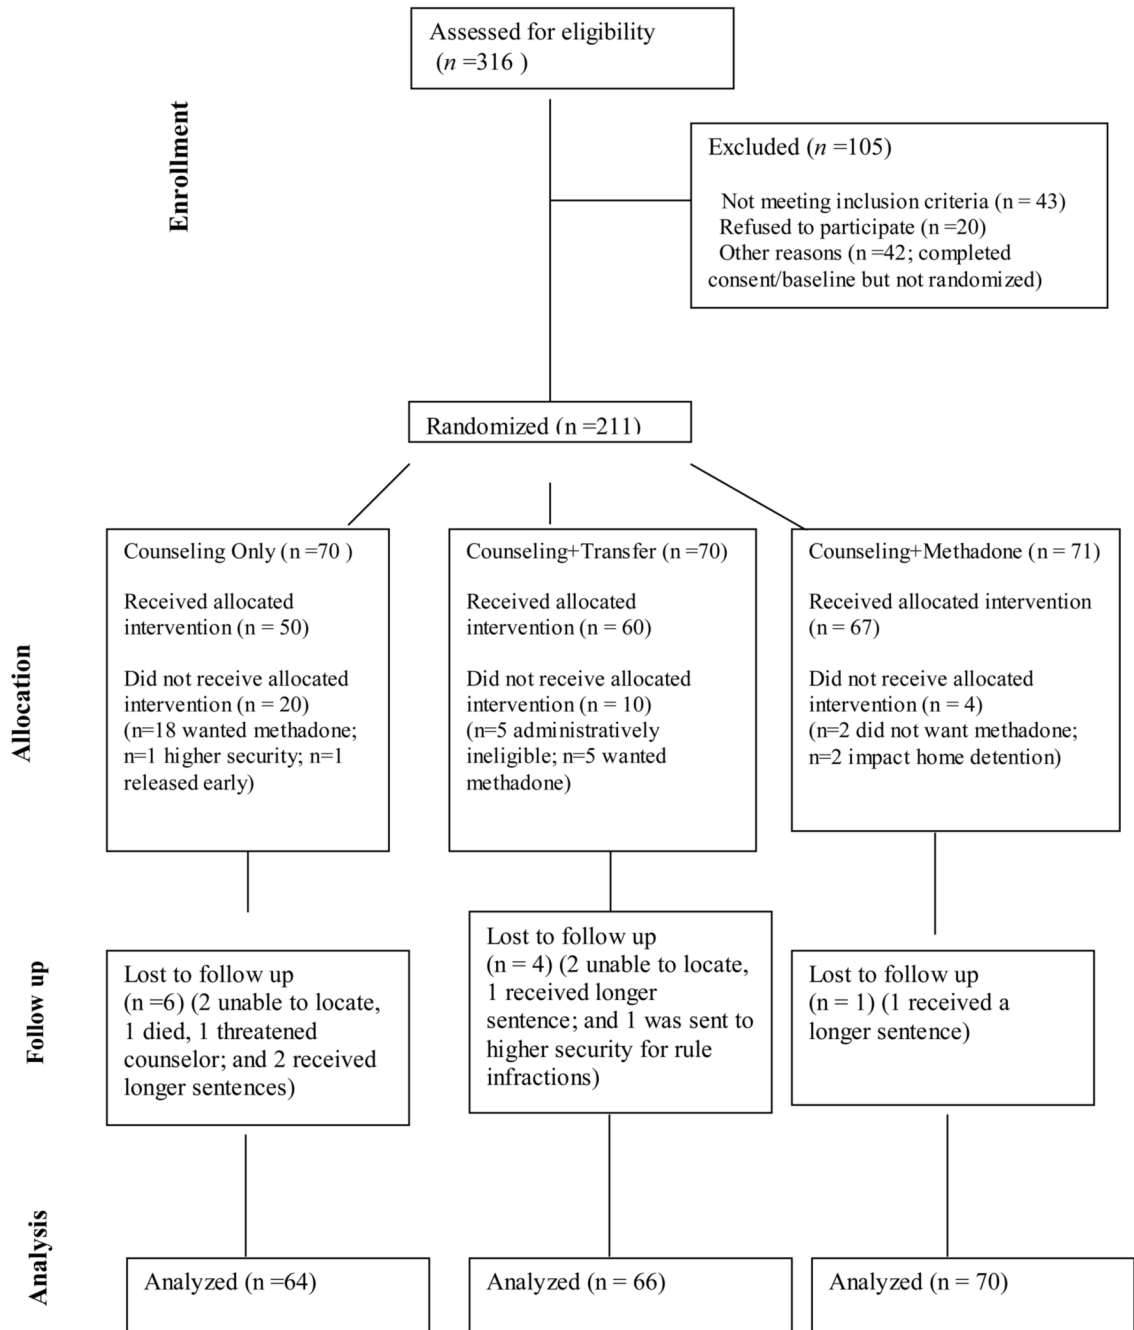 Assessed for eligibility
(n =316 )
Enrollment
Excluded (n =105)
Not meeting inclusion criteria (n = 43)
Refused to participate (n =20)
Other reasons (n =42; completed
consent/baseline but not randomized)
Randomized (n =211)
Allocation
Counseling Only (n =70 )
Received allocated
intervention (n = 50)
Did not receive allocated
intervention (n = 20)
(n=18 wanted methadone;
n=1 higher security; n=1
released early)
Counseling+Transfer (n =70)
Received allocated
intervention (n = 60)
Did not receive allocated
intervention (n = 10)
(n=5 administratively
ineligible; n=5 wanted
methadone)
Counseling+Methadone (n = 71)
Received allocated intervention
(n = 67)
Did not receive allocated
intervention (n = 4)
(n=2 did not want methadone;
n=2 impact home detention)
Follow up
Lost to follow up
(n =6) (2 unable to locate,
1 died, 1 threatened
counselor; and 2 received
longer sentences)
Lost to follow up
(n = 4) (2 unable to locate,
1 received longer
sentence; and 1 was sent to
higher security for rule
infractions)
Lost to follow up
(n = 1) (1 received a
longer sentence)
Analysis
Analyzed (n =64)
Analyzed (n = 66)
Analyzed (n = 70)